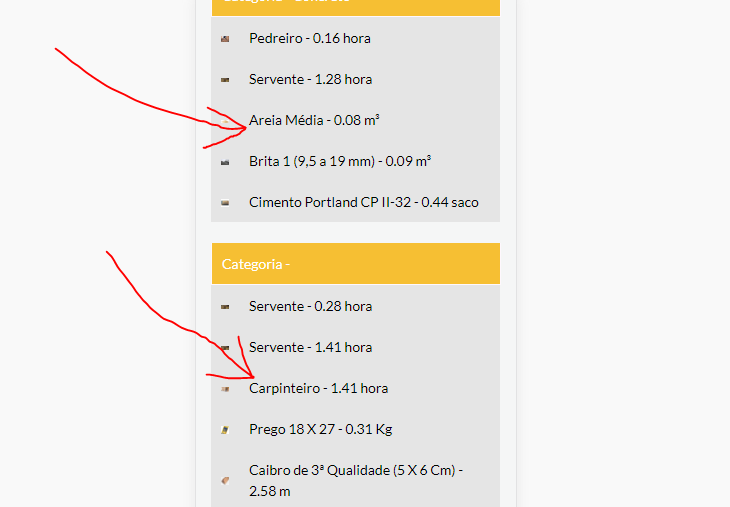 Pedreiro - 0.16 hora
Servente - 1.28 hora
Areia Média - 0.08 m³
Brita 1 (9,5 a 19 mm) - 0.09 m³
Cimento Portland CP II-32 - 0.44 saco
Categoria -
Servente - 0.28 hora
Servente - 1.41 hora
Carpinteiro - 1.41 hora
Prego 18 X 27 - 0.31 Kg
Caibro de 3ª Qualidade (5 X 6 Cm) -
2.58 m